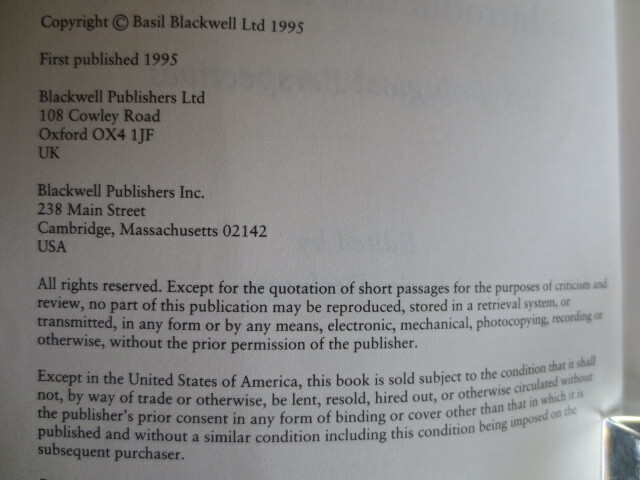 Copyright © Basil Blackwell Ltd 1995
First published 1995
Blackwell Publishers Ltd
108 Cowley Road
Oxford OX4 1JF
UK
Blackwell Publishers Inc.
238 Main Street
Cambridge, Massachusetts 02142
USA
All rights reserved. Except for the quotation of short passages for the purposes of criticism and
review, no part of this publication may be reproduced, stored in a retrieval system, or
transmitted, in any form or by any means, electronic, mechanical, photocopying, recording or
otherwise, without the prior permission of the publisher.
Except in the United States of America, this book is sold subject to the condition that it shall
not, by way of trade or otherwise, be lent, resold, hired out, or otherwise circulated without
the publisher's prior consent in any form of binding or cover other than that in which it is
published and without a similar condition including this condition being imposed on the
subsequent purchaser.